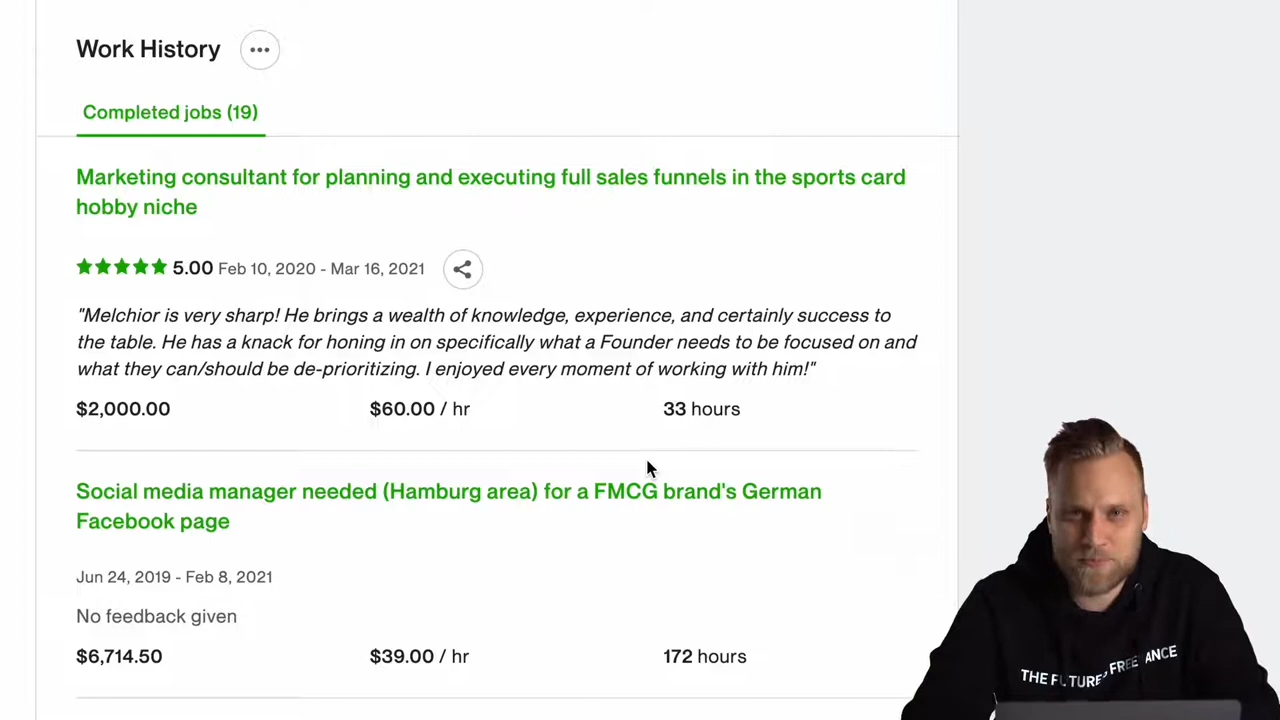 Work History
Completed jobs (19)
Marketing consultant for planning and executing full sales funnels in the sports card
hobby niche
5.00 Feb 10, 2020 - Mar 16, 2021
"Melchior is very sharp! He brings a wealth of knowledge, experience, and certainly success to
the table. He has a knack for honing in on specifically what a Founder needs to be focused on and
what they can/should be de-prioritizing. I enjoyed every moment of working with him!"
$2,000.00 $60.00 / hr 33 hours
Social media manager needed (Hamburg area) for a FMCG brand's German
Facebook page
Jun 24, 2019 - Feb 8, 2021
No feedback given
$6,714.50 $39.00 / hr 172 hours
THE